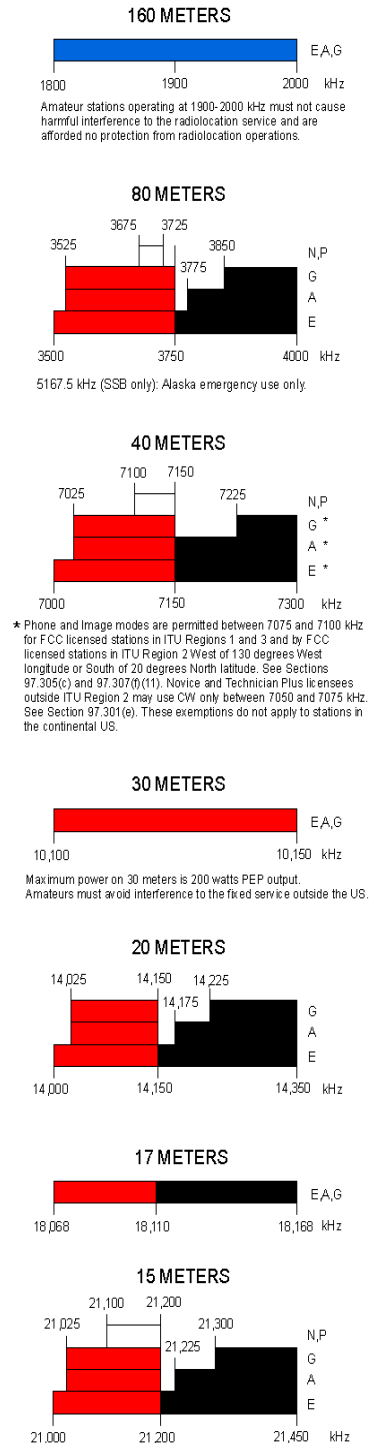 160 METERS
E,A,G
1800 1900 2000 kHz
Amateur stations operating at 1900-2000 kHz must not cause
harmful interference to the radiolocation service and are
afforded no protection from radiolocation operations.
80 METERS
3675 3725
3525 3850
N,P
3775
G
A
E
3500 3750 4000 kHz
5167.5 kHz (SSB only): Alaska emergency use only.
40 METERS
7100 7150
7025 7225
N,P
G *
A *
E *
7000 7150 7300 kHz
* Phone and Image modes are permitted between 7075 and 7100 kHz
for FCC licensed stations in ITU Regions 1 and 3 and by FCC
licensed stations in ITU Region 2 West of 130 degrees West
longitude or South of 20 degrees North latitude. See Sections
97.305(c) and 97.307(f)(11). Novice and Technician Plus licensees
outside ITU Region 2 may use CW only between 7050 and 7075 kHz.
See Section 97.301(e). These exemptions do not apply to stations in
the continental US.
30 METERS
E,A,G
10,100 10,150 kHz
Maximum power on 30 meters is 200 watts PEP output.
Amateurs must avoid interference to the fixed service outside the US.
20 METERS
14,025 14,150 14,225
14,175
G
A
E
14,000 14,150 14,350 kHz
17 METERS
E,A,G
18,068 18,110 18,168 kHz
15 METERS
21,100 21,200
21,025 21,300
N,P
21,225
G
A
E
21,000 21,200 21,450 kHz